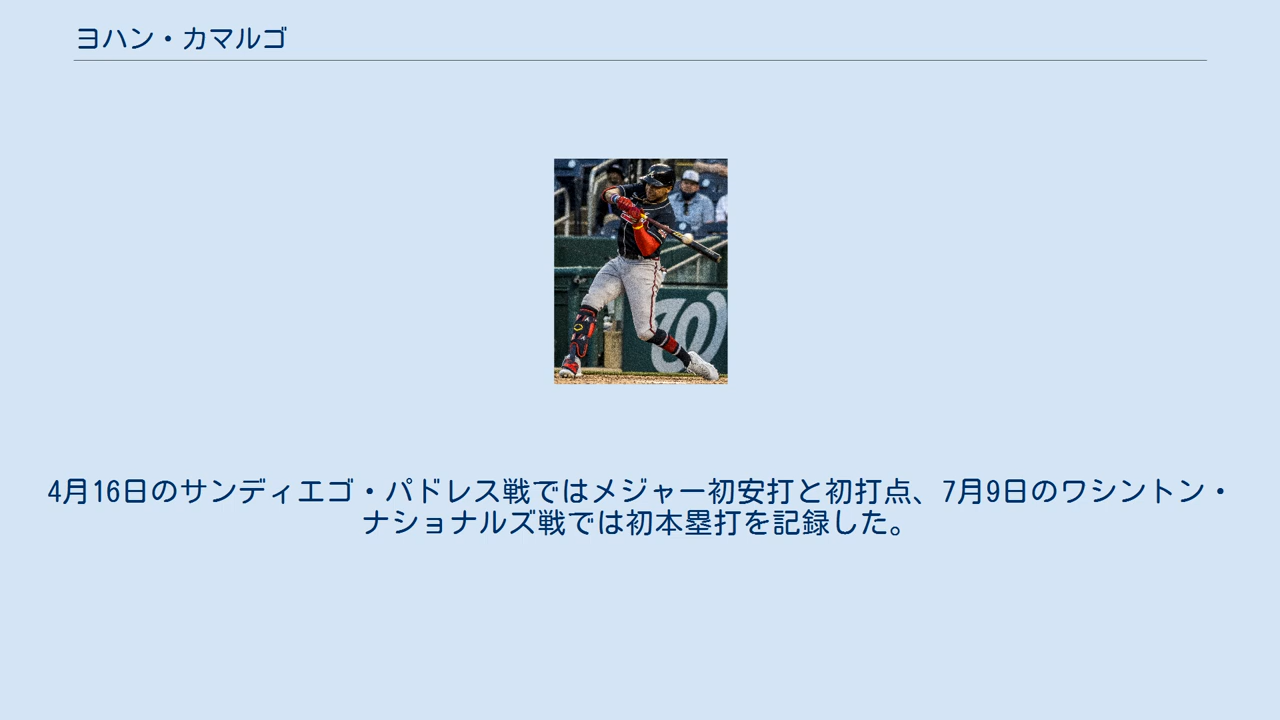 ヨハン・カマルゴ
W
4月16日のサンディエゴ・パドレス戦ではメジャー初安打と初打点、7月9日のワシントン・
ナショナルズ戦では初本塁打を記録した。